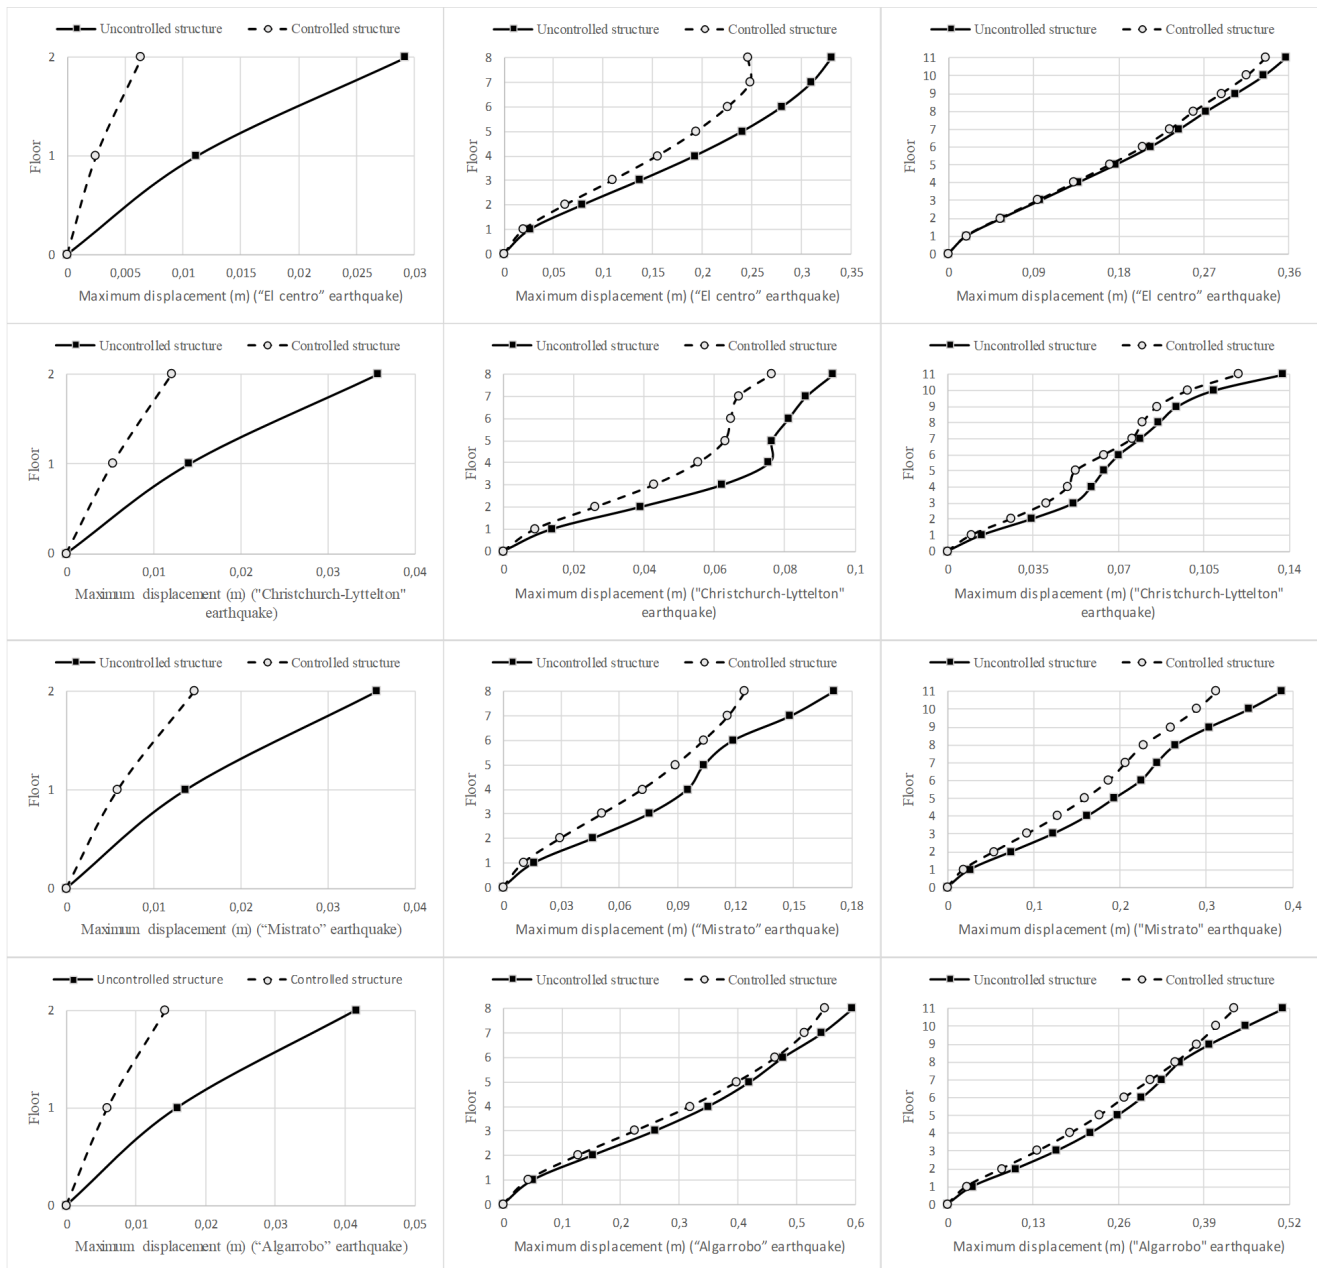 Uncontrolled structure Controlled structure
2
1
0
Floor
0 0,005 0,01 0,015 0,02 0,025 0,03
Maximum displacement (m) (“El centro” earthquake)
Uncontrolled structure Controlled structure
8
7
6
5
4
3
2
1
0
Floor
0 0,05 0,1 0,15 0,2 0,25 0,3 0,35
Maximum displacement (m) (“El centro” earthquake)
Uncontrolled structure Controlled structure
11
10
9
8
7
6
5
4
3
2
1
0
Floor
0 0,09 0,18 0,27 0,36
Maximum displacement (m) (“El centro” earthquake)
Uncontrolled structure Controlled structure
2
1
0
Floor
0 0,01 0,02 0,03 0,04
Maximum displacement (m) ("Christchurch-Lyttelton"
earthquake)
Uncontrolled structure Controlled structure
8
7
6
5
4
3
2
1
0
Floor
0 0,02 0,04 0,06 0,08 0,1
Maximum displacement (m) ("Christchurch-Lyttelton"
earthquake)
Uncontrolled structure Controlled structure
11
10
9
8
7
6
5
4
3
2
1
0
Floor
0 0,035 0,07 0,105 0,14
Maximum displacement (m) ("Christchurch-Lyttelton"
earthquake)
Uncontrolled structure Controlled structure
2
1
0
Floor
0 0,01 0,02 0,03 0,04
Maximum displacement (m) (“Mistrato” earthquake)
Uncontrolled structure Controlled structure
8
7
6
5
4
3
2
1
0
Floor
0 0,03 0,06 0,09 0,12 0,15 0,18
Maximum displacement (m) (“Mistrato” earthquake)
Uncontrolled structure Controlled structure
11
10
9
8
7
6
5
4
3
2
1
0
Floor
0 0,1 0,2 0,3 0,4
Maximum displacement (m) ("Mistrato" earthquake)
Uncontrolled structure Controlled structure
2
1
0
Floor
0 0,01 0,02 0,03 0,04 0,05
Maximum displacement (m) (“Algarrobo” earthquake)
Uncontrolled structure Controlled structure
8
7
6
5
4
3
2
1
0
Floor
0 0,1 0,2 0,3 0,4 0,5 0,6
Maximum displacement (m) (“Algarrobo” earthquake)
Uncontrolled structure Controlled structure
11
10
9
8
7
6
5
4
3
2
1
0
Floor
0 0,13 0,26 0,39 0,52
Maximum displacement (m) ("Algarrobo" earthquake)